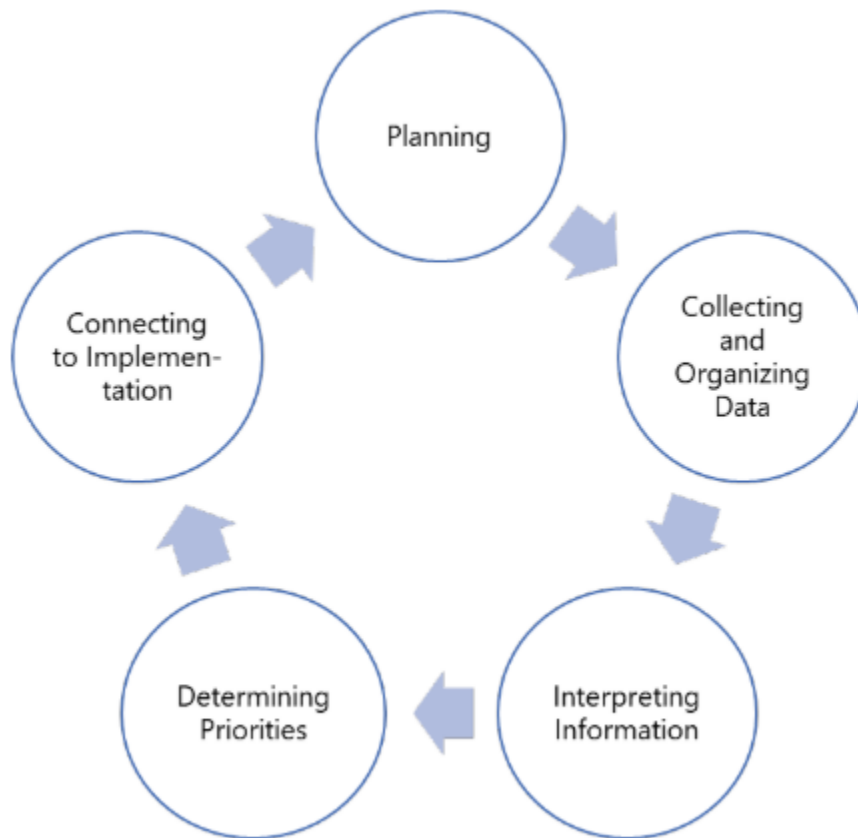 Planning
Collecting
and
Organizing
Data
Interpreting
Information
Determining
Priorities
Connecting
to Implemen-
tation